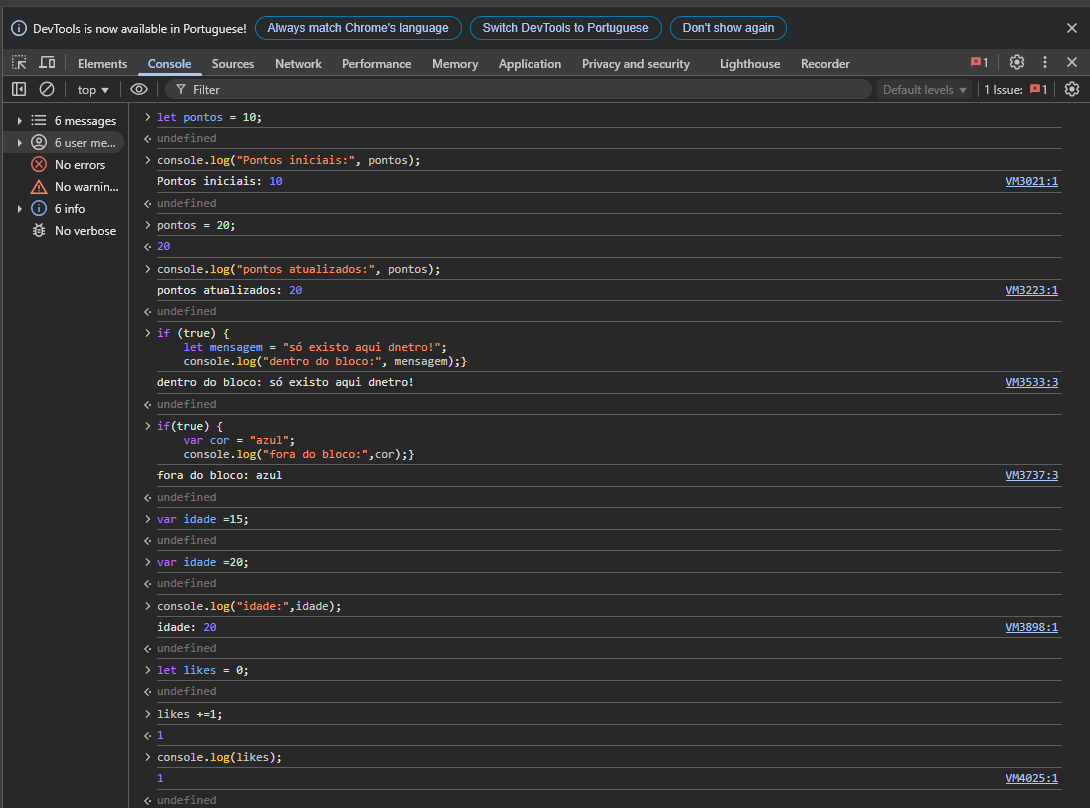 DevTools is now available in Portuguese! Always match Chrome's language Switch DevTools to Portuguese Don't show again
Elements Console Sources Network Performance Memory Application Privacy and security Lighthouse Recorder 1
top Filter Default levels 1 Issue: 1
6 messages
6 user me...
No errors
No warnin...
6 info
No verbose
let pontos = 10;
undefined
console.log("Pontos iniciais:", pontos);
Pontos iniciais: 10 VM3021:1
undefined
pontos = 20;
20
console.log("pontos atualizados:", pontos);
pontos atualizados: 20 VM3223:1
undefined
if (true) {
let mensagem = "só existo aqui dnetro!";
console.log("dentro do bloco:", mensagem);}
dentro do bloco: só existo aqui dnetro! VM3533:3
undefined
if(true) {
var cor = "azul";
console.log("fora do bloco:",cor);}
fora do bloco: azul VM3737:3
undefined
var idade =15;
undefined
var idade =20;
undefined
console.log("idade:",idade);
idade: 20 VM3898:1
undefined
let likes = 0;
undefined
likes +=1;
1
console.log(likes);
1 VM4025:1
undefined